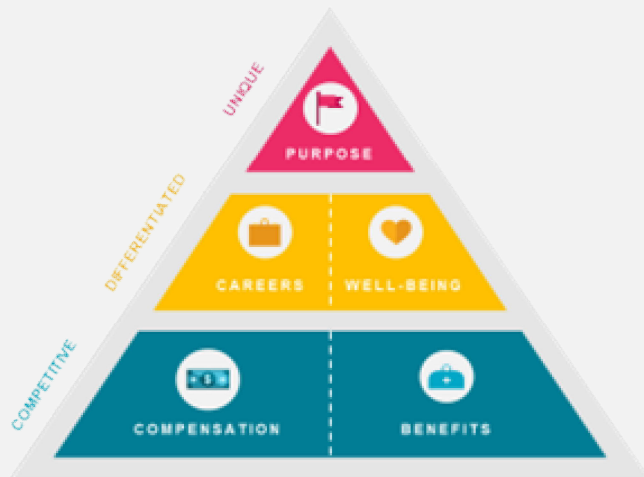 UNIQUE
PURPOSE
DIFFERENTIATED
CAREERS
WELL-BEING
COMPETITIVE
$
COMPENSATION
BENEFITS